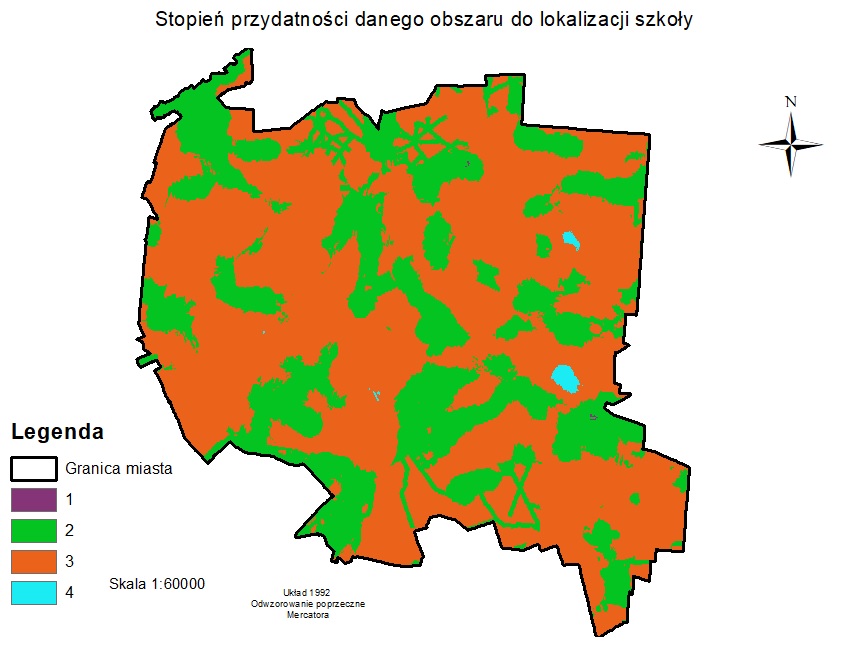 Stopień przydatności danego obszaru do lokalizacji szkoły
N
Legenda
Granica miasta
1
2
3
4
Skala 1:60000
Układ 1992
Odwzorowanie poprzeczne
Mercatora